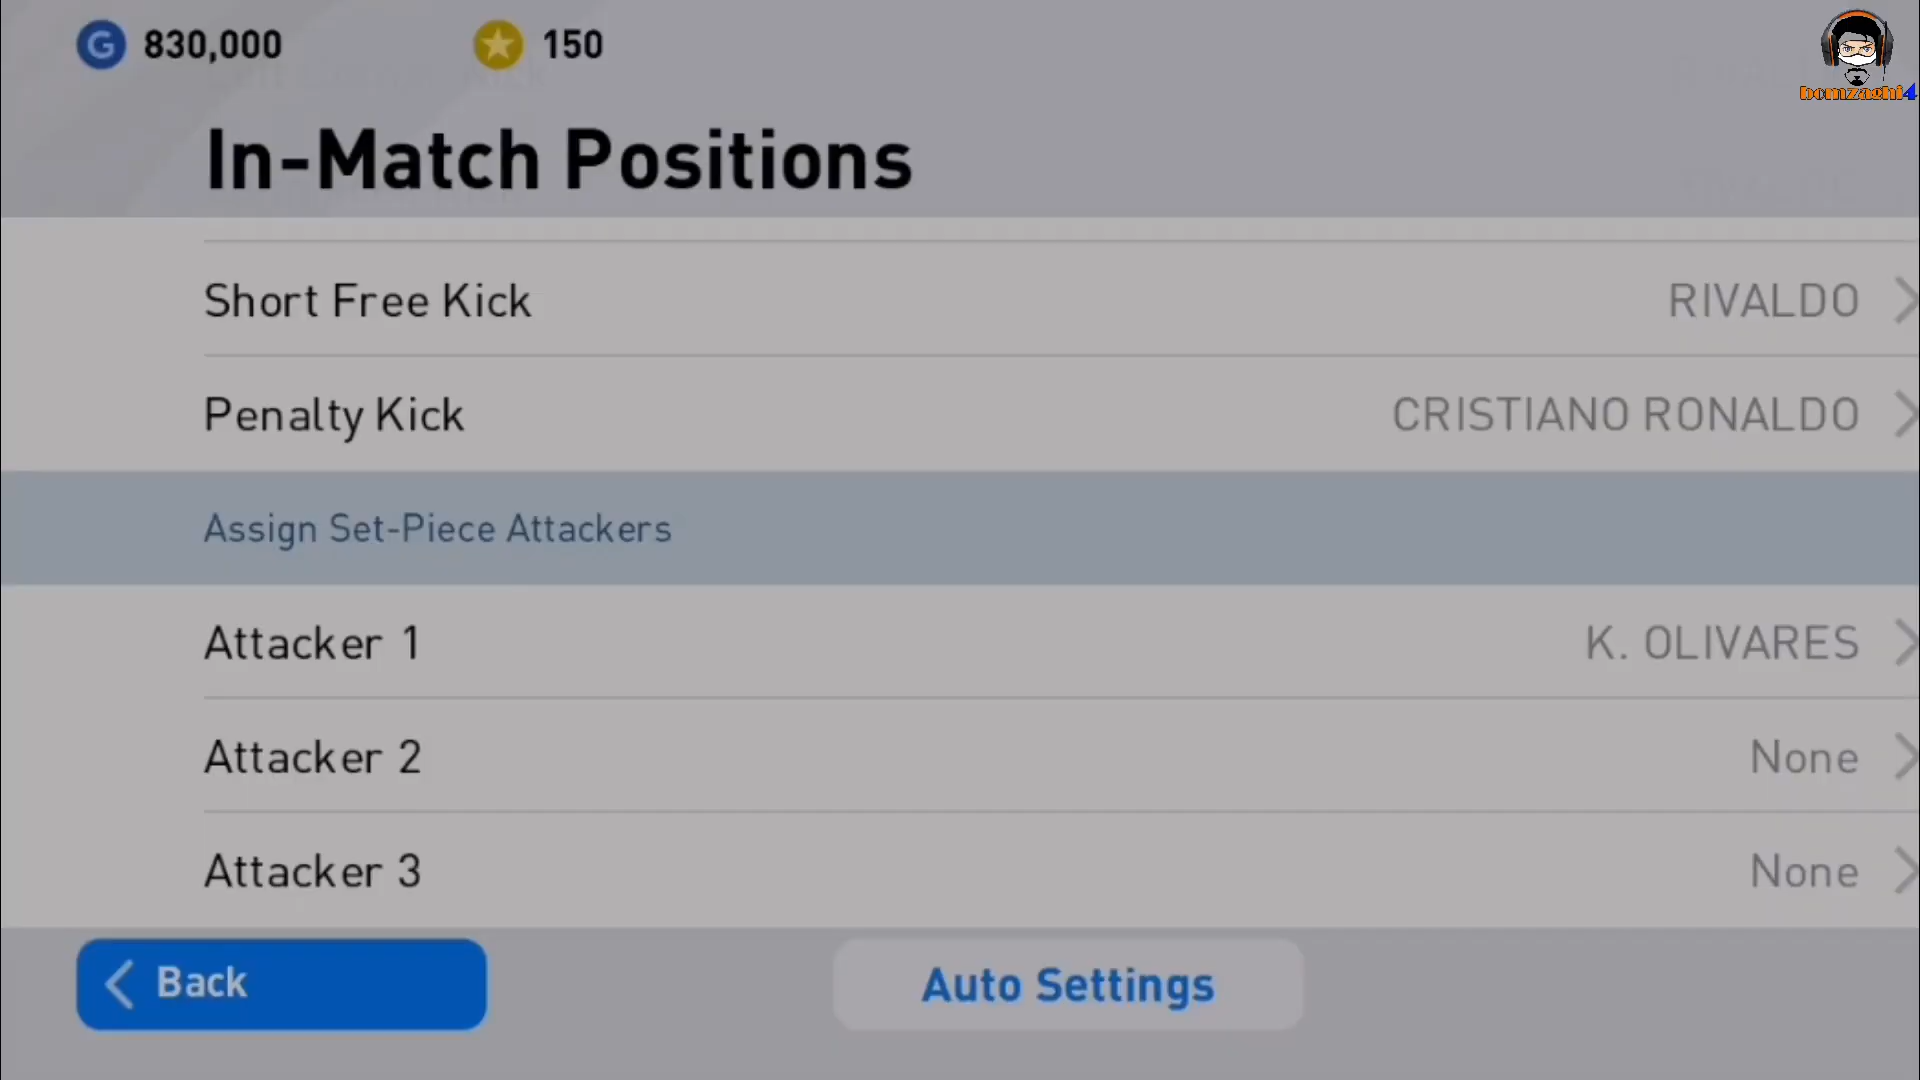 G 830,000 150
bomzaghi4
In-Match Positions
Short Free Kick RIVALDO
Penalty Kick CRISTIANO RONALDO
Assign Set-Piece Attackers
Attacker 1 K. OLIVARES
Attacker 2 None
Attacker 3 None
Back Auto Settings